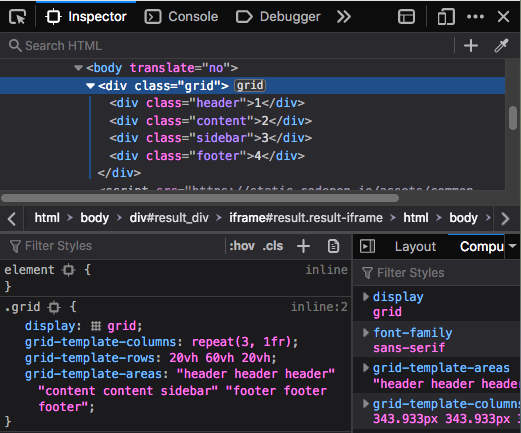 Inspector Console Debugger
Search HTML
<body translate="no">
<div class="grid"> grid
<div class="header">1</div>
<div class="content">2</div>
<div class="sidebar">3</div>
<div class="footer">4</div>
</div>
<script src="https://static.codepen.io/assets/common
html body div#result_div iframe#result.result-iframe html body
Filter Styles :hov .cls
element { inline
}
.grid { inline:2
display: grid;
grid-template-columns: repeat(3, 1fr);
grid-template-rows: 20vh 60vh 20vh;
grid-template-areas: "header header header"
"content content sidebar" "footer footer
footer";
}
Layout Compu
Filter Styles
display
grid
font-family
sans-serif
grid-template-areas
"header header heade
grid-template-column
343.933px 343.933px